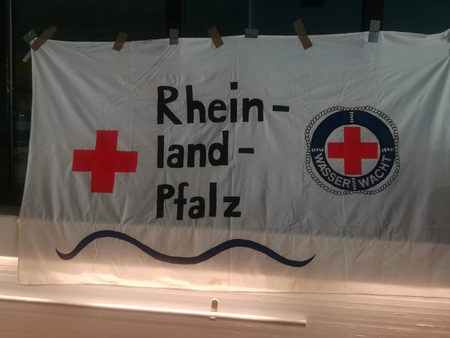 Rhein-
land-
Pfalz
WASSER WACHT